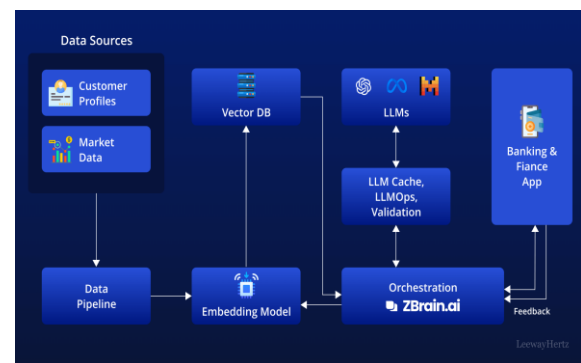 Data Sources
Customer
Profiles
Market
Data
Vector DB
LLMs
LLM Cache,
LLMOps,
Validation
Banking &
Fiance
App
Data
Pipeline
Embedding Model
Orchestration
ZBrain.ai
Feedback
LeewayHertz